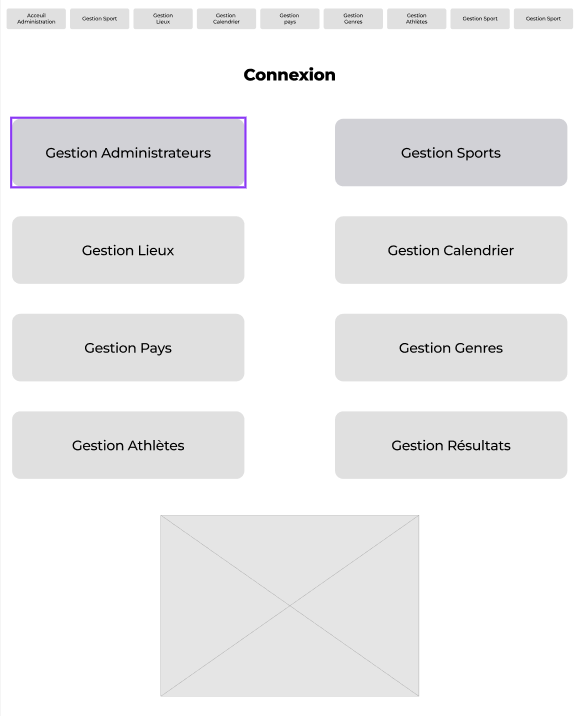 Acceuil
Administration
Gestion Sport
Gestion
Lieux
Gestion
Calendrier
Gestion
pays
Gestion
Genres
Gestion
Athlètes
Gestion Sport
Gestion Sport
Connexion
Gestion Administrateurs
Gestion Sports
Gestion Lieux
Gestion Calendrier
Gestion Pays
Gestion Genres
Gestion Athlètes
Gestion Résultats